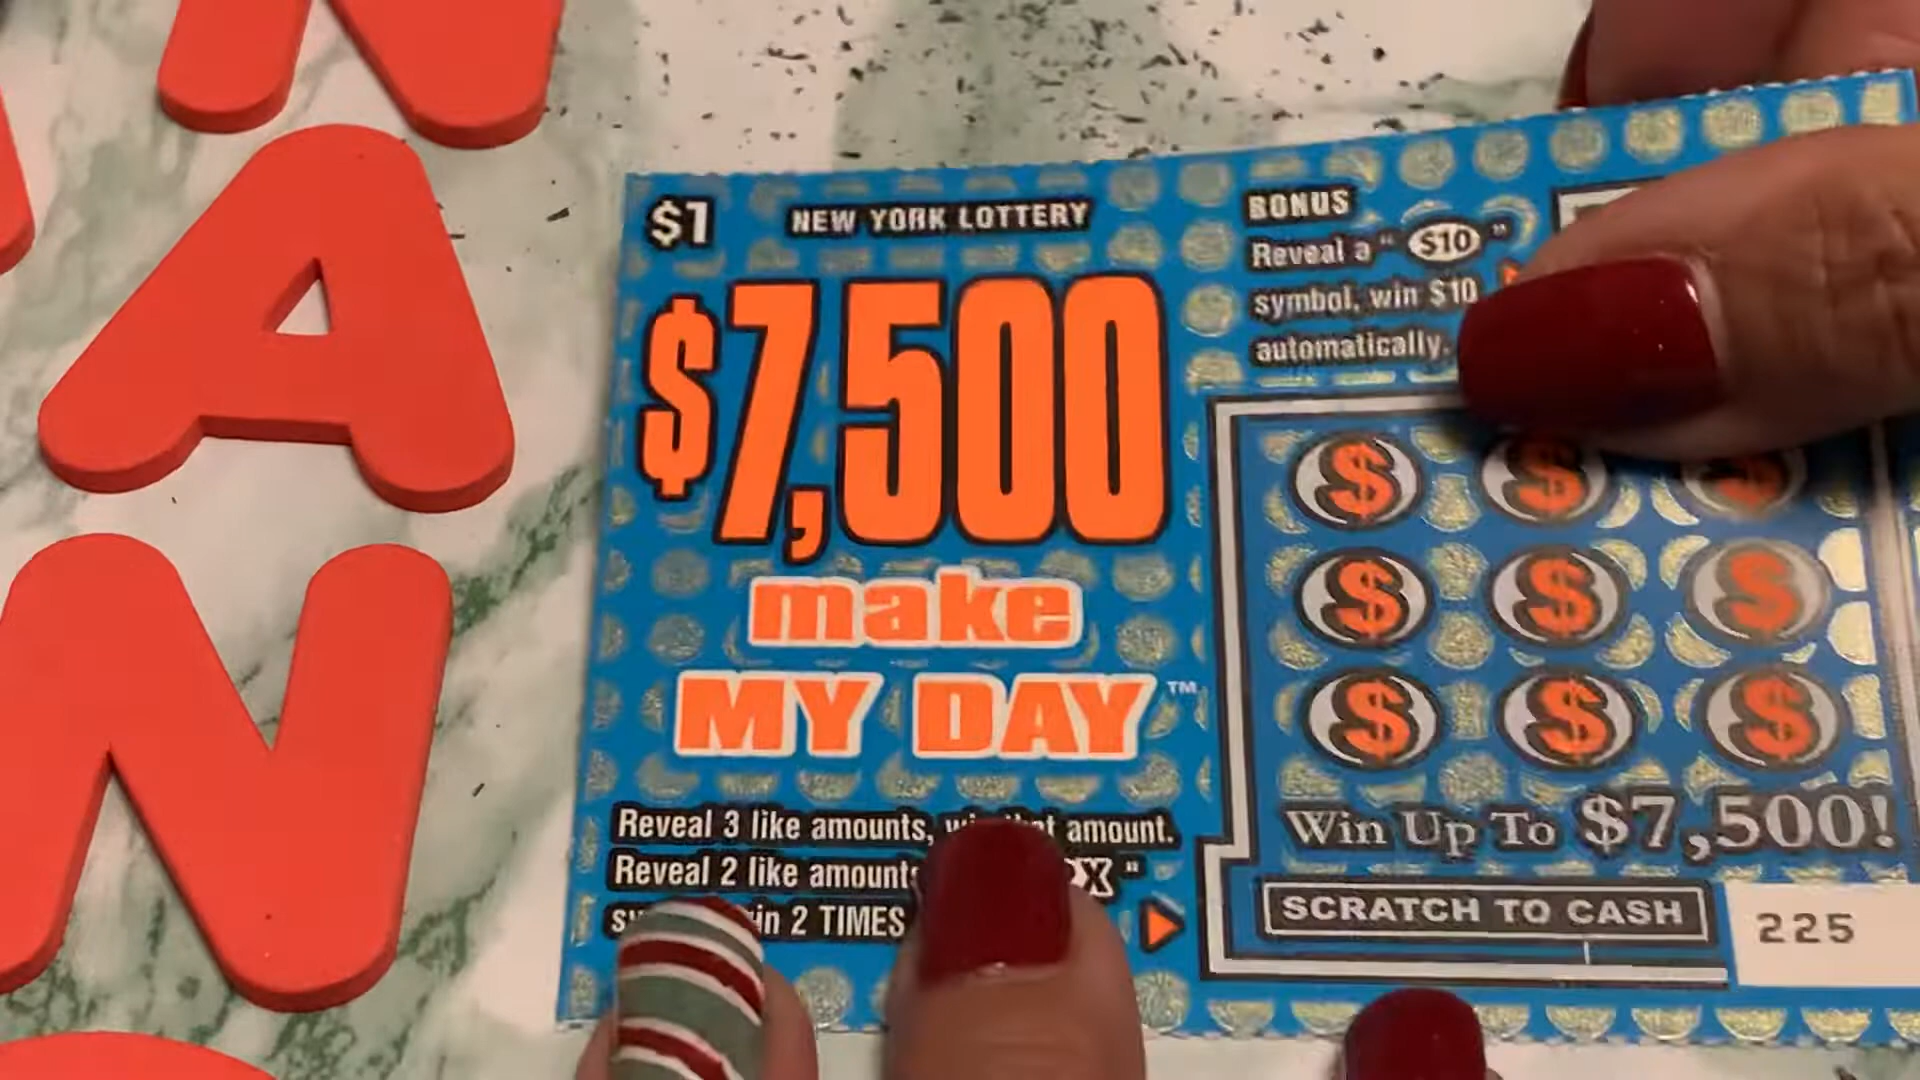 N
A
N
$1 NEW YORK LOTTERY
$7,500
make
MY DAY™
Reveal 3 like amounts, amount.
Reveal 2 like amounts X"
in 2 TIMES
BONUS
Reveal a "$10"
symbol, win $10
automatically.
$ $ $
$ $ $
$ $ $
Win Up To $7,500!
SCRATCH TO CASH
225